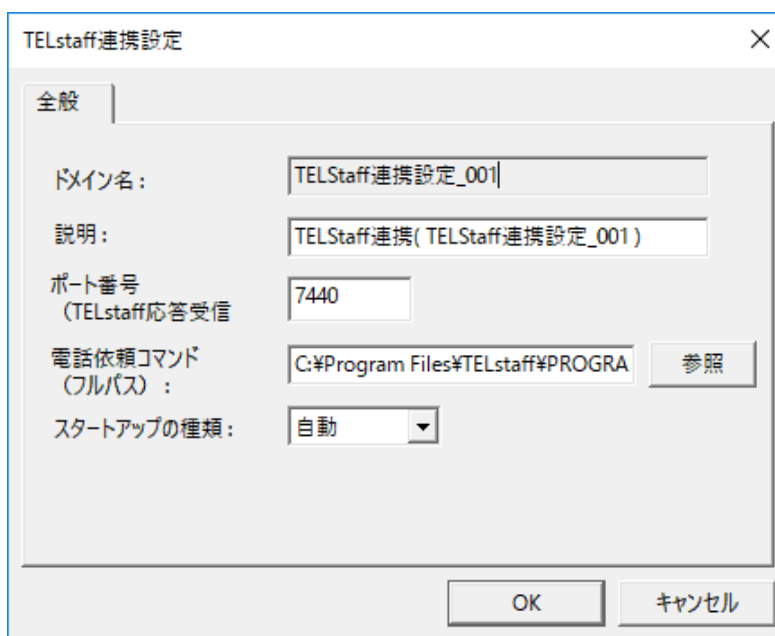 TELstaff連携設定
全般
ドメイン名：
TELStaff連携設定_001
説明：
TELStaff連携( TELStaff連携設定_001 )
ポート番号
（TELstaff応答受信
7440
電話依頼コマンド
（フルパス）：
C:¥Program Files¥TELstaff¥PROGRA
参照
スタートアップの種類：
自動
OK
キャンセル